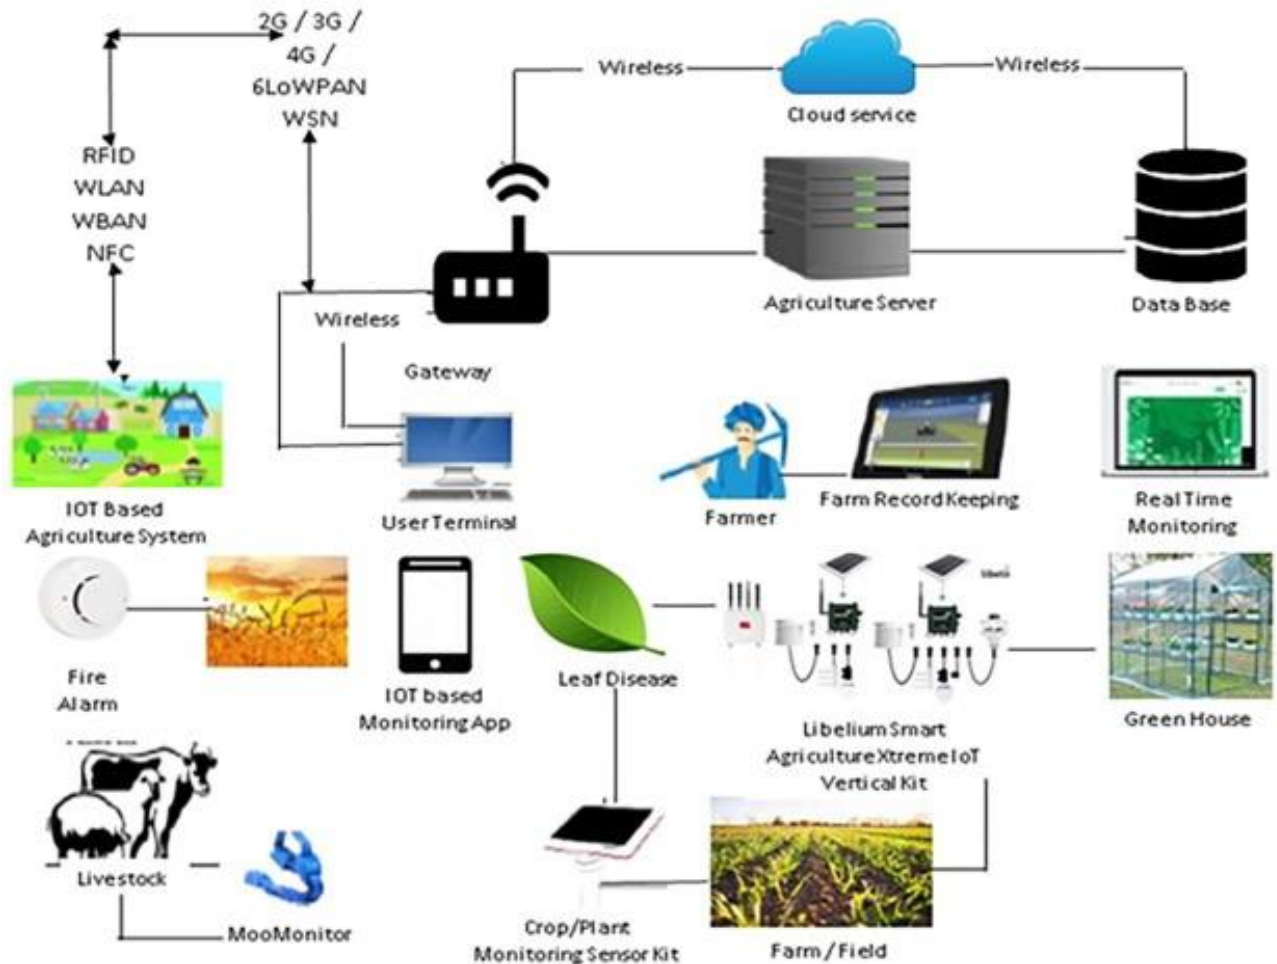 2G / 3G /
4G /
6LoWPAN
WSN
Wireless
Wireless
Cloud service
RFID
WLAN
WBAN
NFC
Agriculture Server
Data Base
Wireless
Gateway
IOT Based
Agriculture System
User Terminal
Farmer
Farm Record Keeping
Real Time
Monitoring
Fire
Alarm
IOT based
Monitoring App
Leaf Disease
Libelium Smart
Agriculture Xtreme IoT
Vertical Kit
Green House
Livestock
MooMonitor
Crop/Plant
Monitoring Sensor Kit
Farm / Field